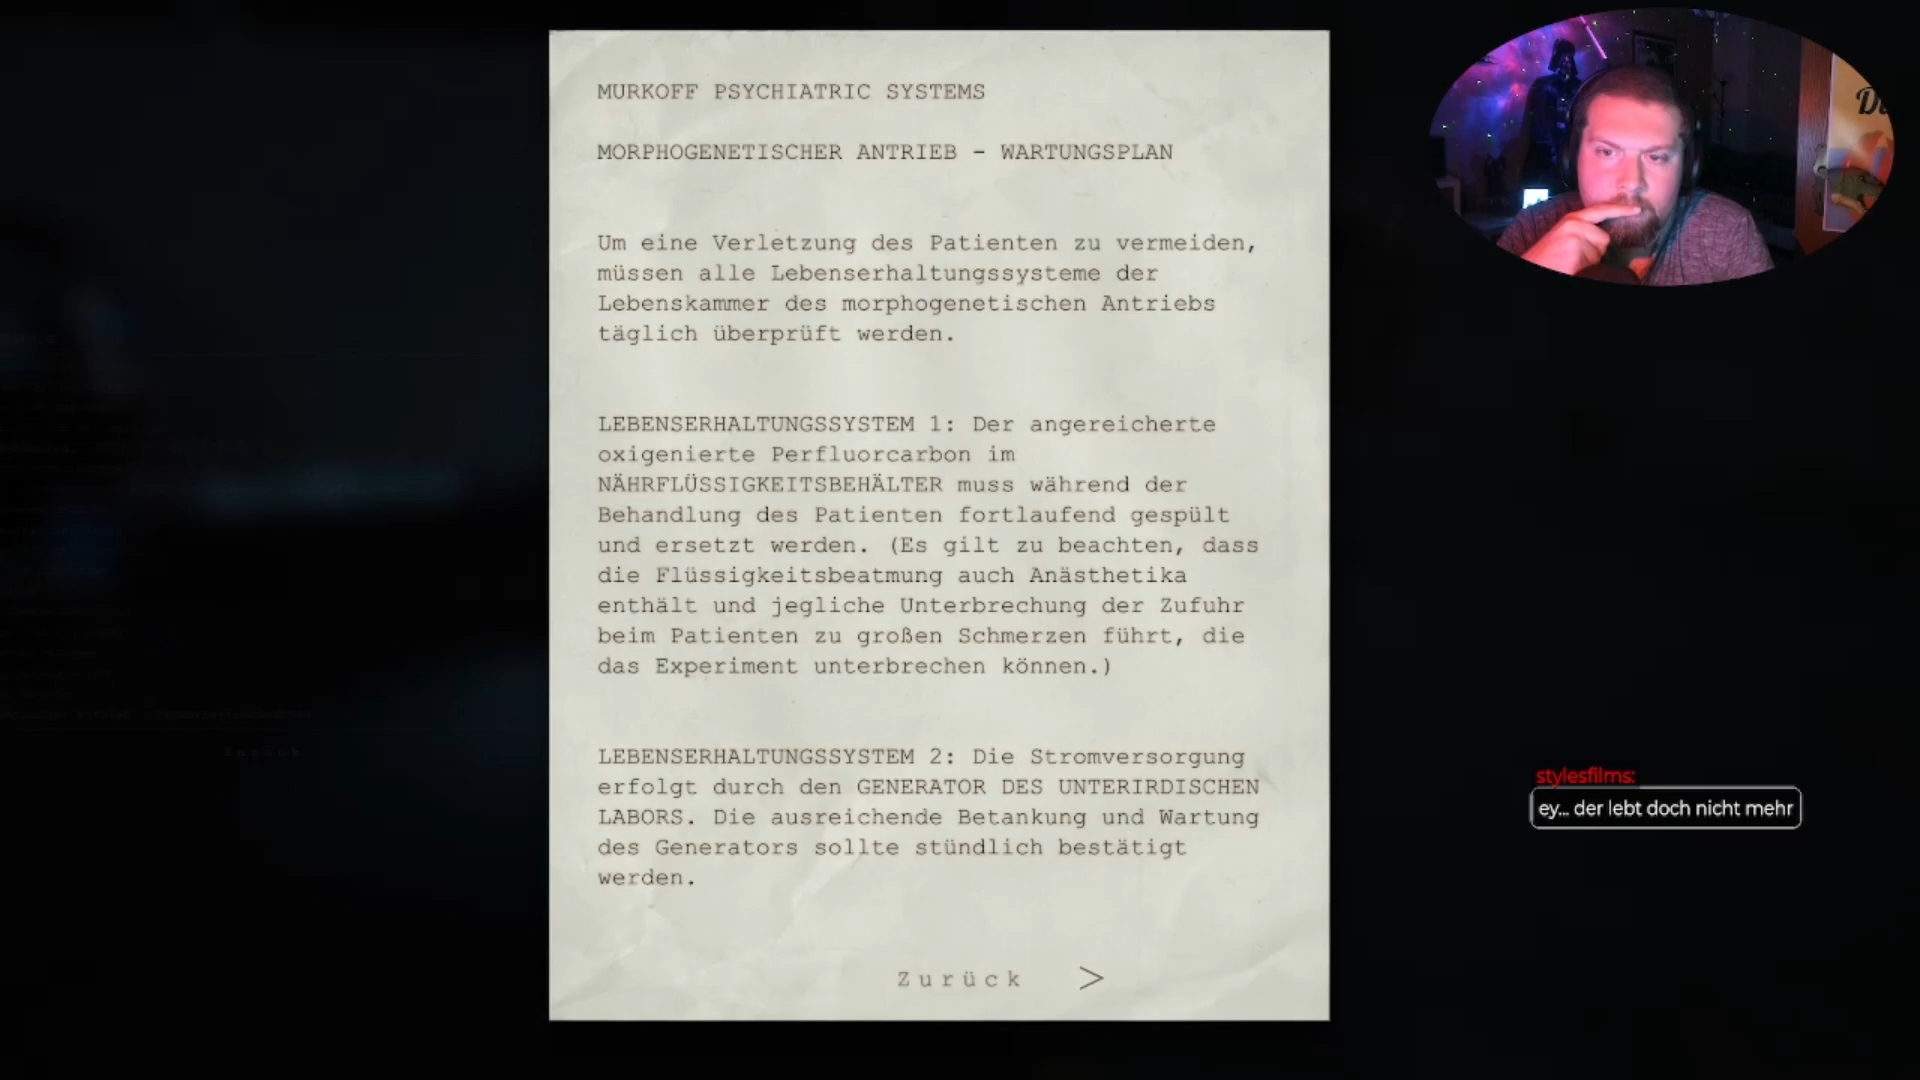 MURKOFF PSYCHIATRIC SYSTEMS
MORPHOGENETISCHER ANTRIEB - WARTUNGSPLAN
Um eine Verletzung des Patienten zu vermeiden,
müssen alle Lebenserhaltungssysteme der
Lebenskammer des morphogenetischen Antriebs
täglich überprüft werden.
LEBENSERHALTUNGSSYSTEM 1: Der angereicherte
oxigenierte Perfluorcarbon im
NÄHRFLÜSSIGKEITSBEHÄLTER muss während der
Behandlung des Patienten fortlaufend gespült
und ersetzt werden. (Es gilt zu beachten, dass
die Flüssigkeitsbeatmung auch Anästhetika
enthält und jegliche Unterbrechung der Zufuhr
beim Patienten zu großen Schmerzen führt, die
das Experiment unterbrechen können.)
LEBENSERHALTUNGSSYSTEM 2: Die Stromversorgung
erfolgt durch den GENERATOR DES UNTERIRDISCHEN
LABORS. Die ausreichende Betankung und Wartung
des Generators sollte stündlich bestätigt
werden.
Zurück >
stylesfilms:
ey... der lebt doch nicht mehr
Zurück